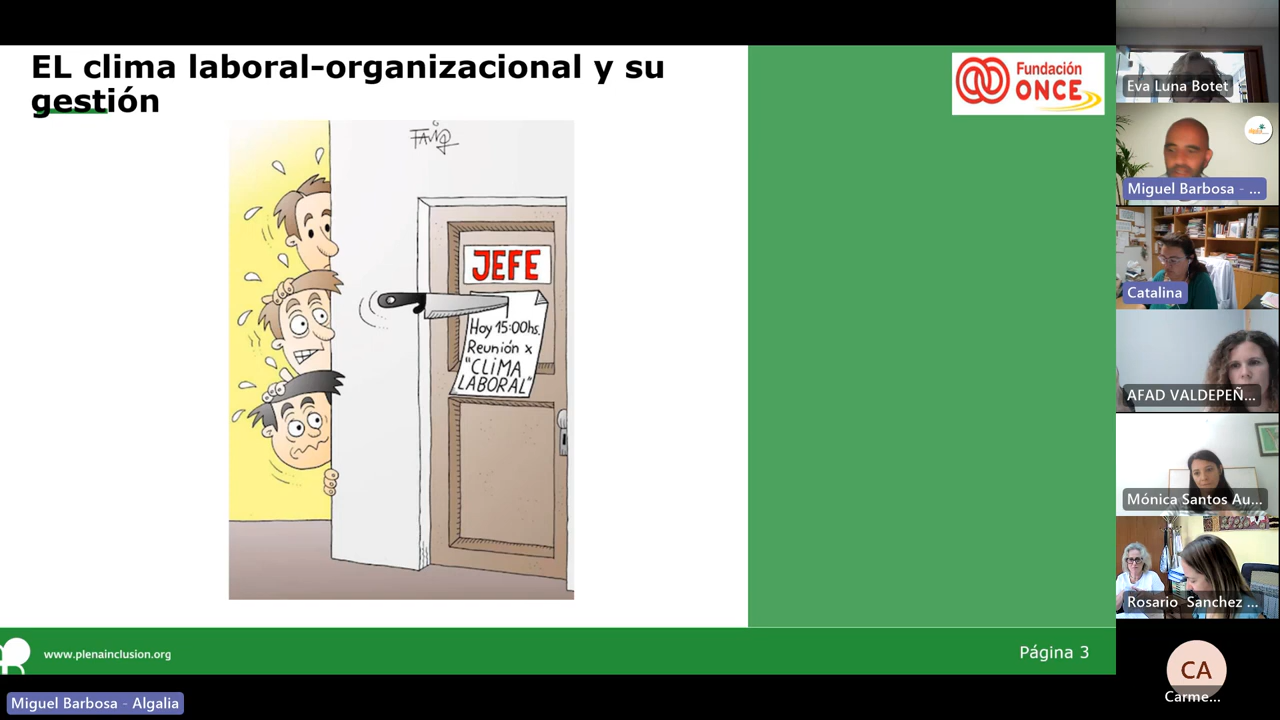 EL clima laboral-organizacional y su
gestión
Fundación
ONCE
JEFE
Hoy 15:00hs.
Reunión x
"CLIMA
LABORAL"
www.plenainclusion.org
Página 3
Miguel Barbosa - Algalia
Eva Luna Botet
Miguel Barbosa - ...
Catalina
AFAD VALDEPEÑ...
Mónica Santos Au...
Rosario Sanchez ...
CA
Carme...